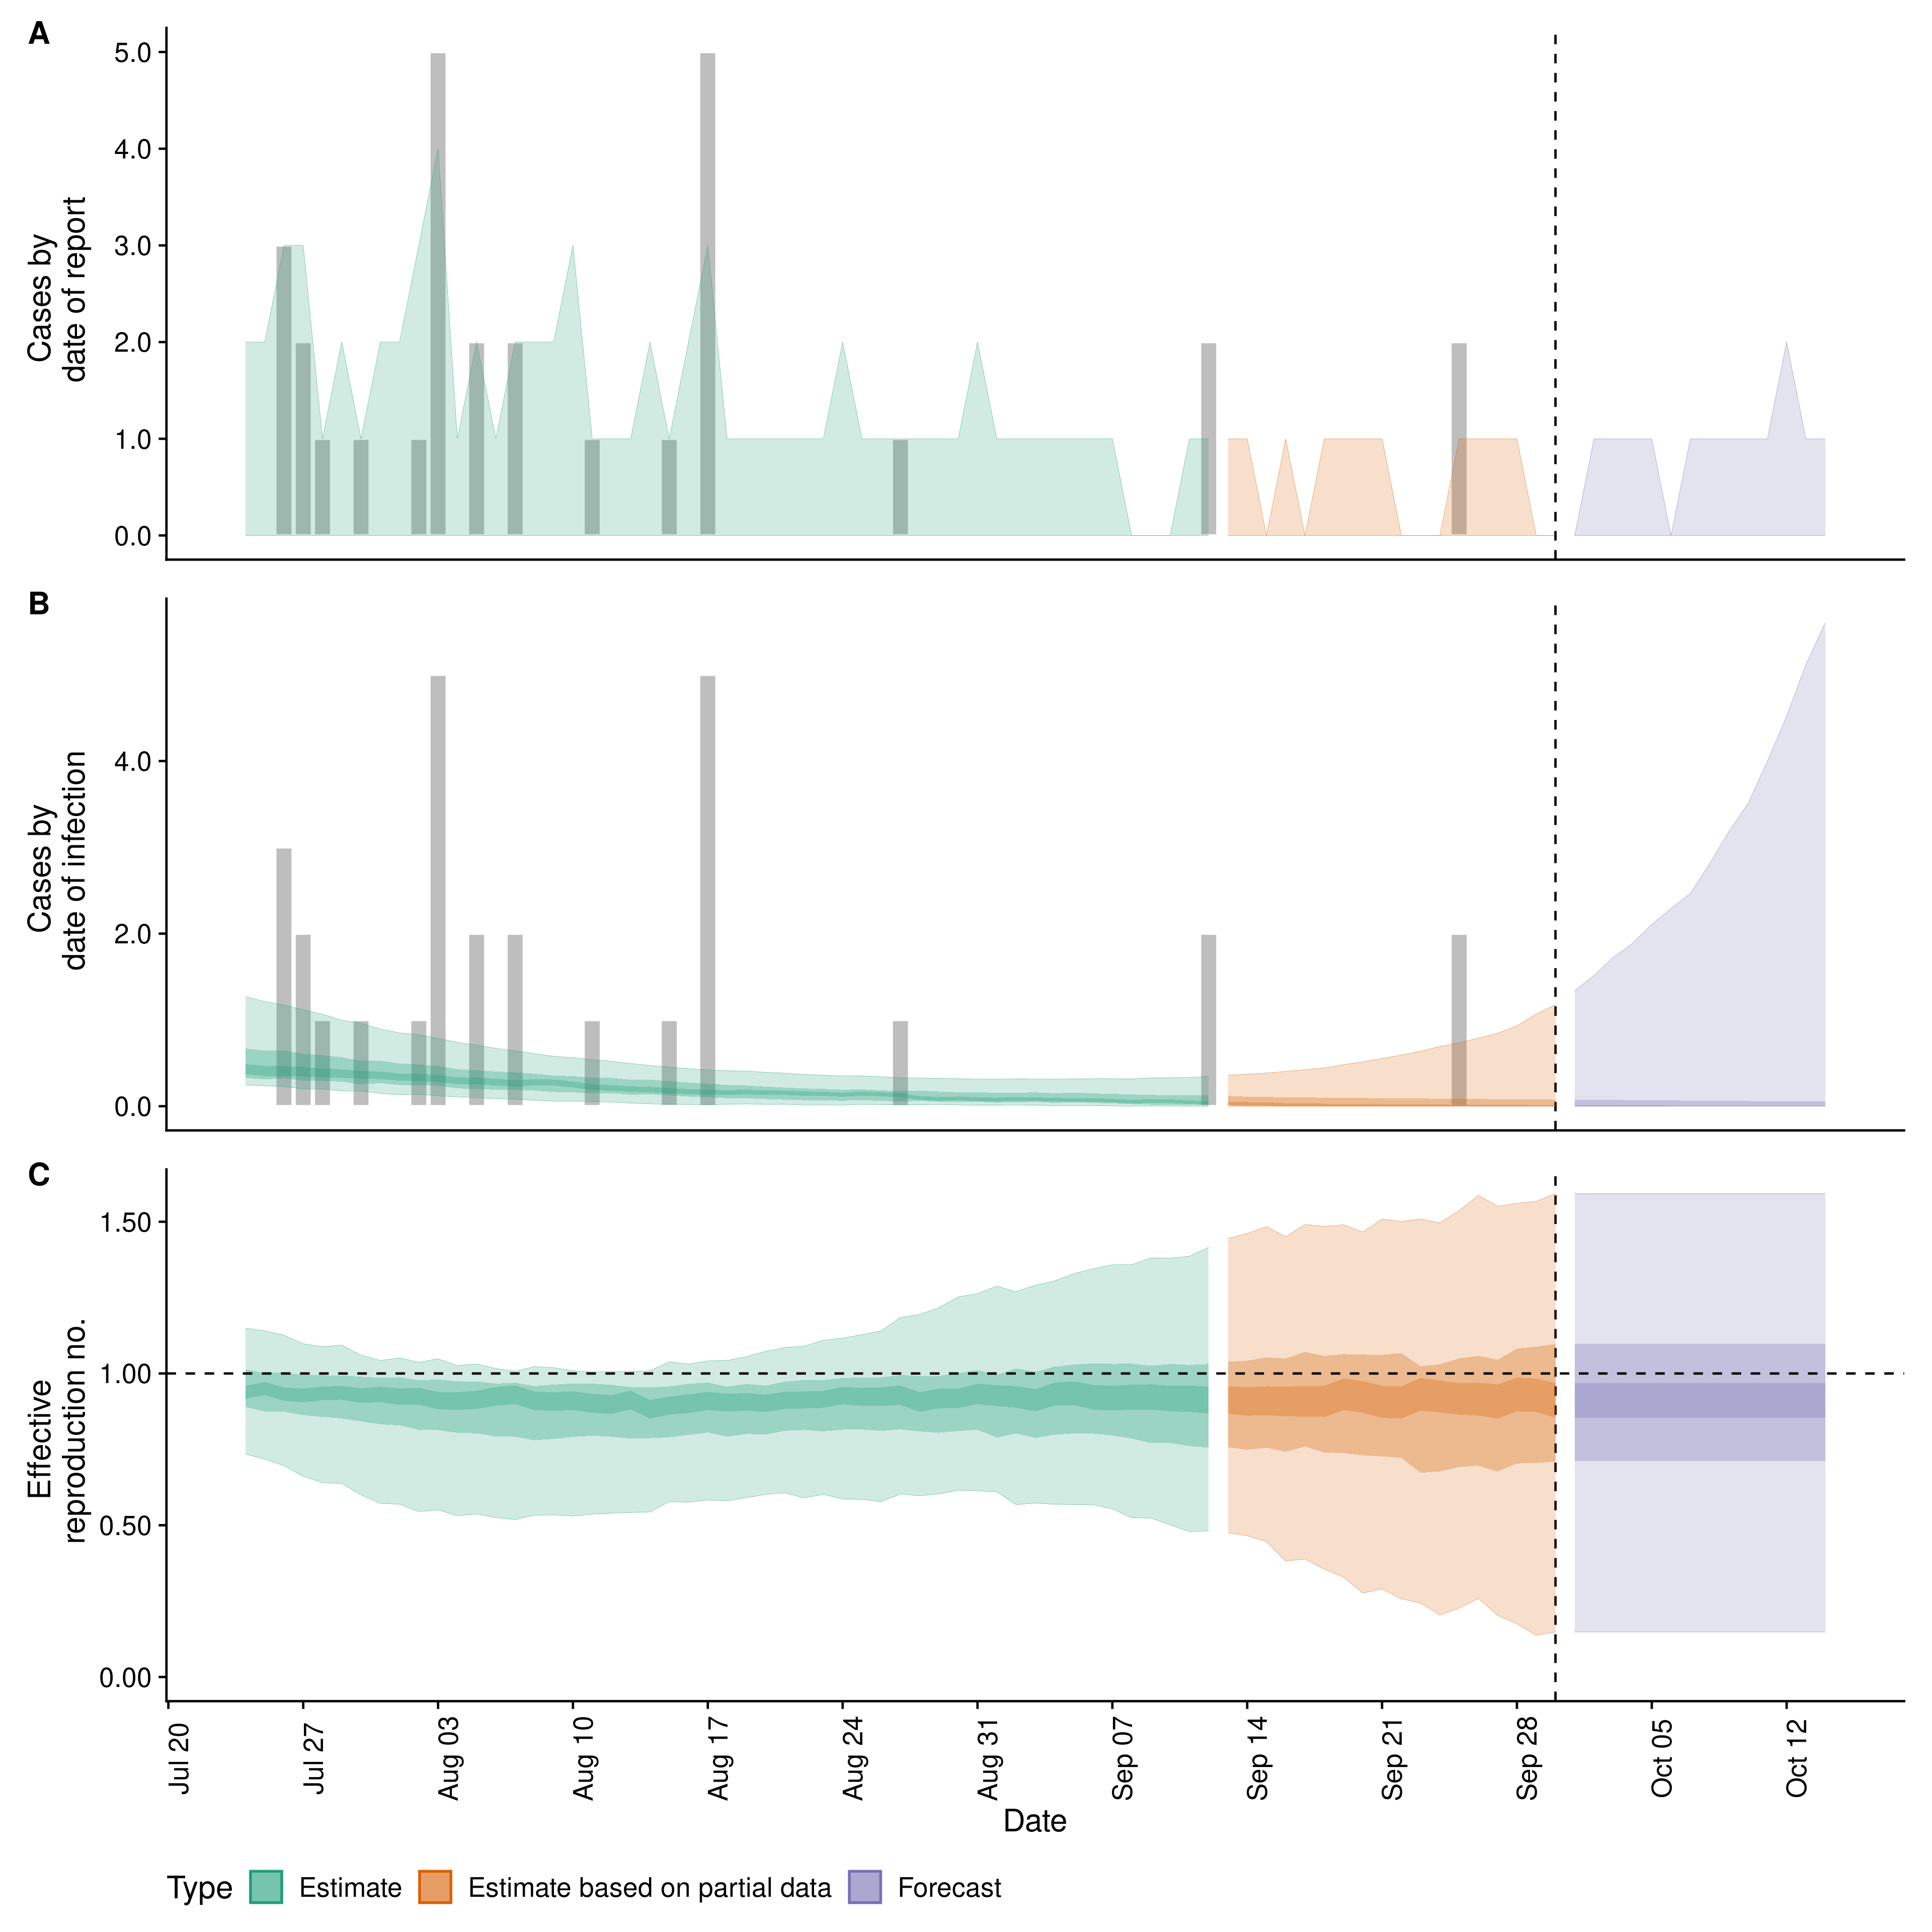 A
Cases by
date of report
5.0
4.0
3.0
2.0
1.0
0.0
B
Cases by
date of infection
4.0
2.0
0.0
C
Effective
reproduction no.
1.50
1.00
0.50
0.00
Jul 20
Jul 27
Aug 03
Aug 10
Aug 17
Aug 24
Aug 31
Sep 07
Sep 14
Sep 21
Sep 28
Oct 05
Oct 12
Date
Type Estimate Estimate based on partial data Forecast